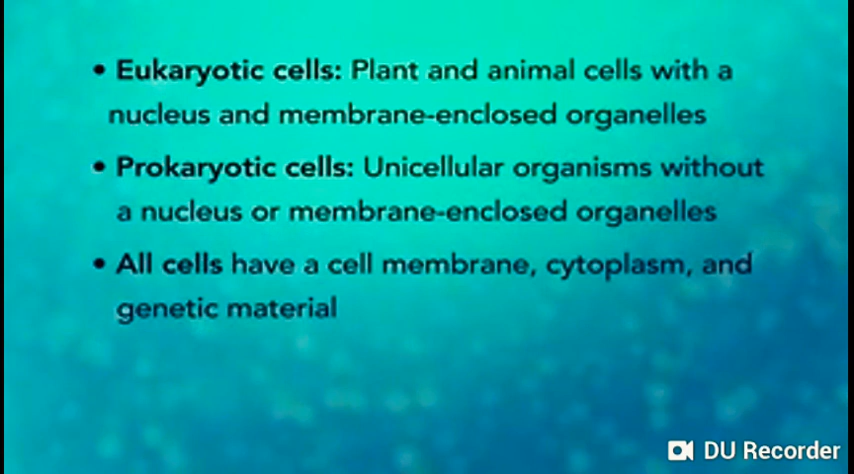 • Eukaryotic cells: Plant and animal cells with a
nucleus and membrane-enclosed organelles
• Prokaryotic cells: Unicellular organisms without
a nucleus or membrane-enclosed organelles
• All cells have a cell membrane, cytoplasm, and
genetic material
DU Recorder